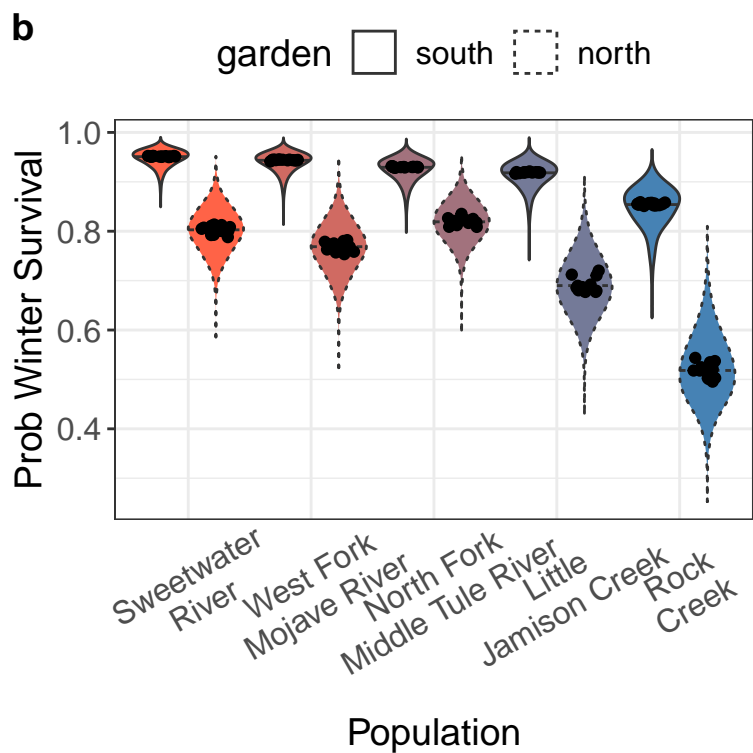 b
garden south north
Prob Winter Survival
1.0
0.8
0.6
0.4
Sweetwater
River
West Fork
Mojave River
North Fork
Middle Tule River
Little
Jamison Creek
Rock
Creek
Population